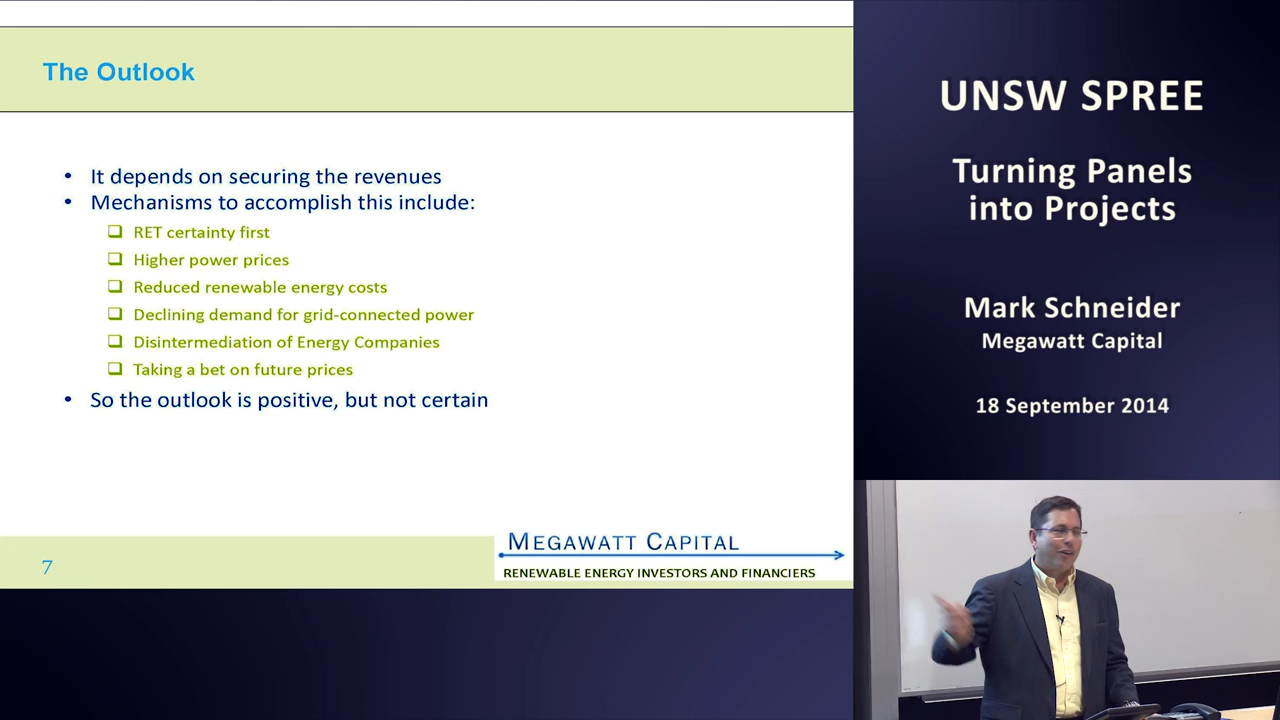 The Outlook
• It depends on securing the revenues
• Mechanisms to accomplish this include:
❑ RET certainty first
❑ Higher power prices
❑ Reduced renewable energy costs
❑ Declining demand for grid-connected power
❑ Disintermediation of Energy Companies
❑ Taking a bet on future prices
• So the outlook is positive, but not certain
7
MEGAWATT CAPITAL
RENEWABLE ENERGY INVESTORS AND FINANCIERS
UNSW SPREE
Turning Panels
into Projects
Mark Schneider
Megawatt Capital
18 September 2014